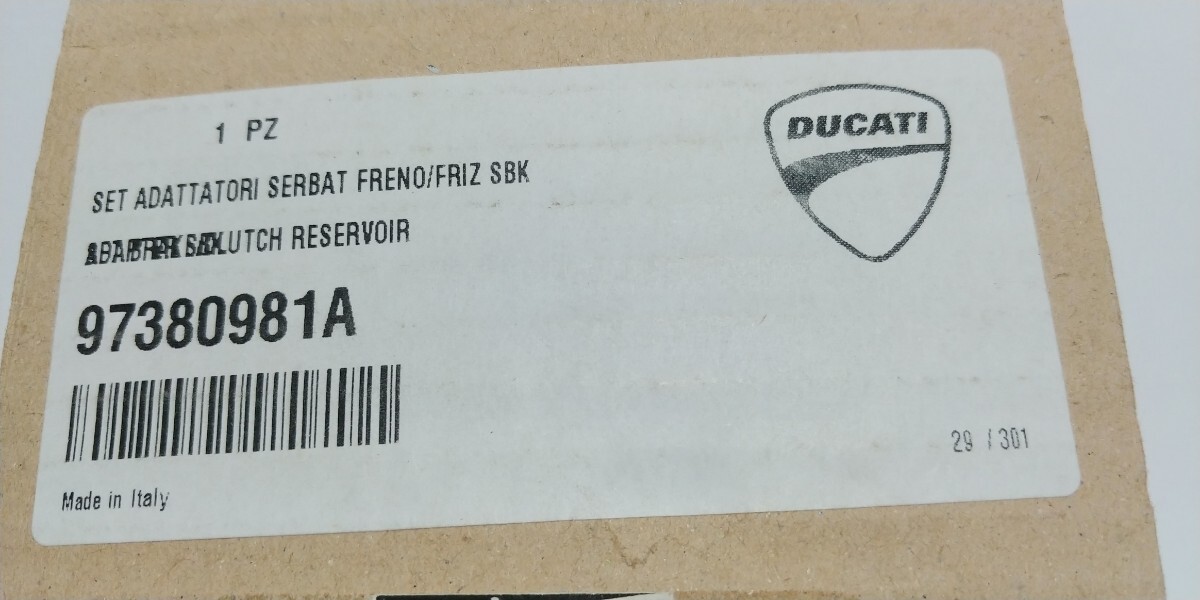 1 PZ
DUCATI
SET ADATTATORI SERBAT FRENO/FRIZ SBK
RESERVOIR
97380981A
29 / 301
Made in Italy